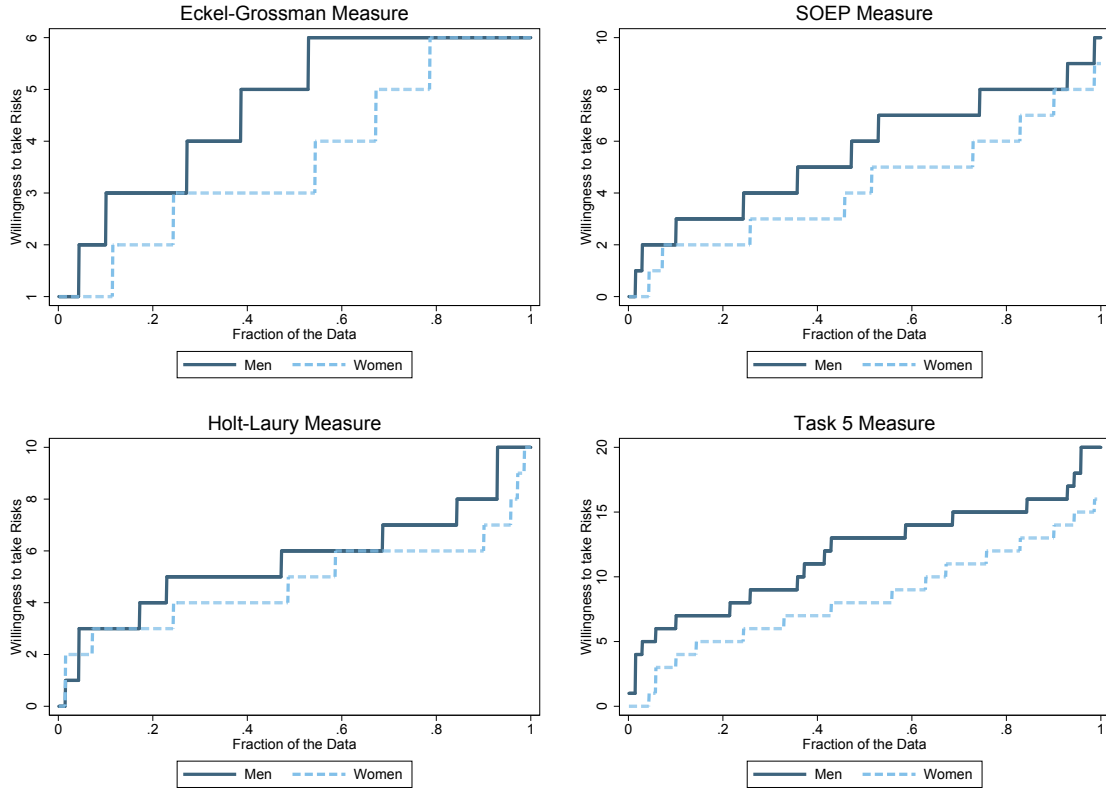 Eckel-Grossman Measure
Willingness to take Risks
6
5
4
3
2
1
0 .2 .4 .6 .8 1
Fraction of the Data
Men Women
SOEP Measure
Willingness to take Risks
10
8
6
4
2
0
0 .2 .4 .6 .8 1
Fraction of the Data
Men Women
Holt-Laury Measure
Willingness to take Risks
10
8
6
4
2
0
0 .2 .4 .6 .8 1
Fraction of the Data
Men Women
Task 5 Measure
Willingness to take Risks
20
15
10
5
0
0 .2 .4 .6 .8 1
Fraction of the Data
Men Women